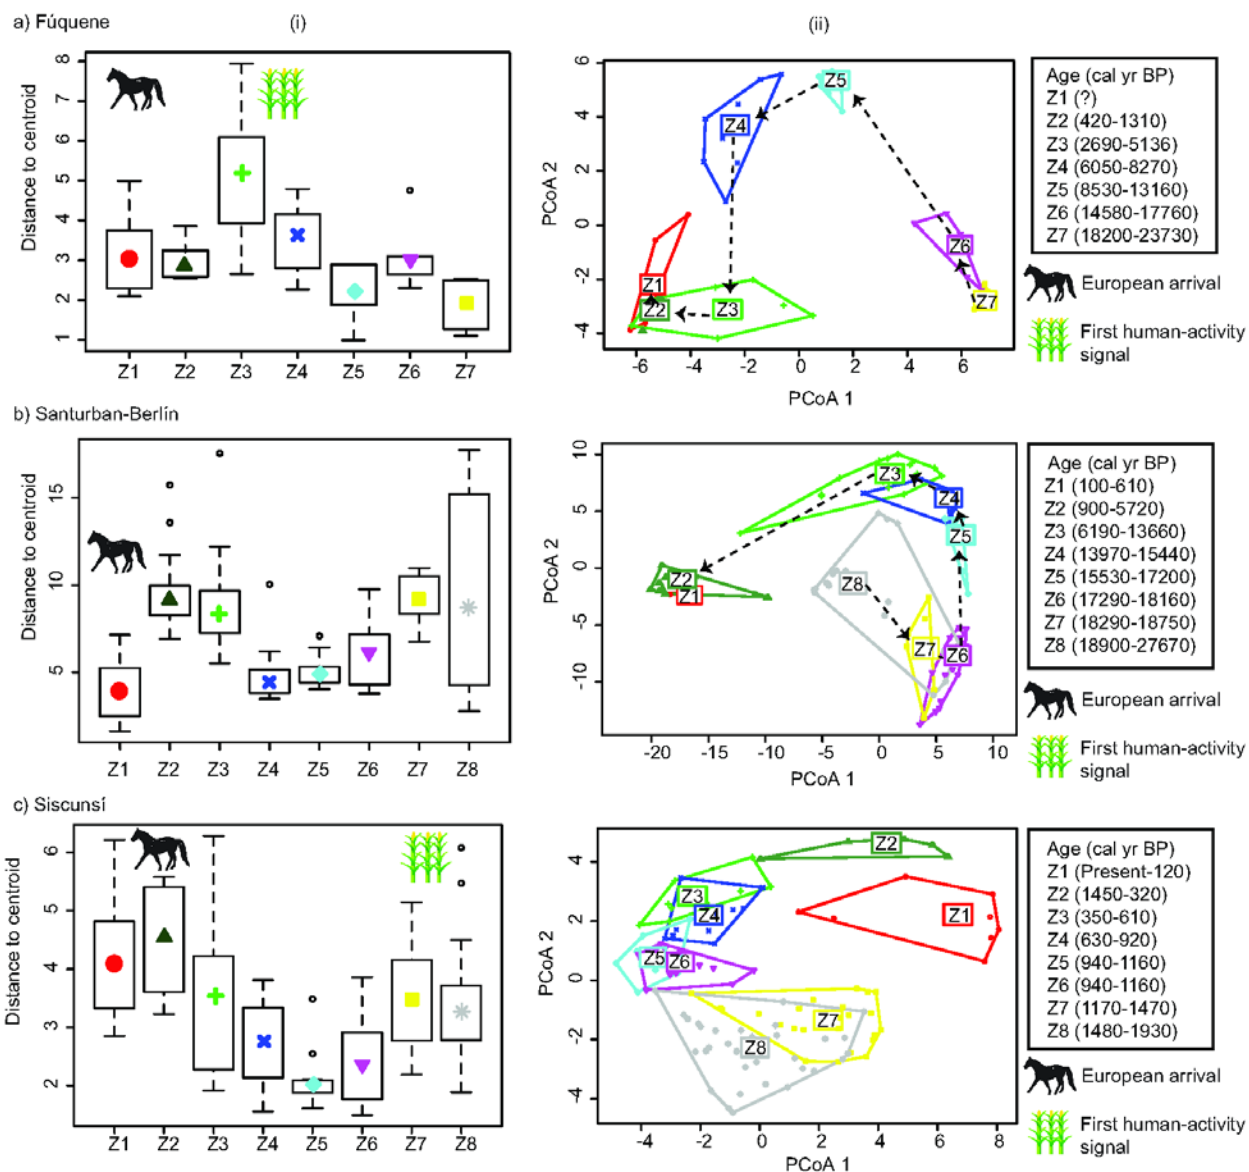 a) Fúquene (i) (ii)
Distance to centroid
8
7
6
5
4
3
2
1
Z1 Z2 Z3 Z4 Z5 Z6 Z7
PCoA 2
6
4
2
0
-2
-4
Z5
Z4
Z6
Z1
Z2 Z3 Z7
-6 -4 -2 0 2 4 6
PCoA 1
Age (cal yr BP)
Z1 (?)
Z2 (420-1310)
Z3 (2690-5136)
Z4 (6050-8270)
Z5 (8530-13160)
Z6 (14580-17760)
Z7 (18200-23730)
European arrival
First human-activity
signal
b) Santurban-Berlín
Distance to centroid
15
10
5
Z1 Z2 Z3 Z4 Z5 Z6 Z7 Z8
PCoA 2
10
5
0
-5
-10
Z3
Z4
Z5
Z2
Z8
Z1
Z7 Z6
-20 -15 -10 -5 0 5 10
PCoA 1
Age (cal yr BP)
Z1 (100-610)
Z2 (900-5720)
Z3 (6190-13660)
Z4 (13970-15440)
Z5 (15530-17200)
Z6 (17290-18160)
Z7 (18290-18750)
Z8 (18900-27670)
European arrival
First human-activity
signal
c) Siscunsí
Distance to centroid
6
5
4
3
2
Z1 Z2 Z3 Z4 Z5 Z6 Z7 Z8
PCoA 2
4
2
0
-2
-4
Z2
Z3
Z4 Z1
Z5 Z6
Z7
Z8
-4 -2 0 2 4 6 8
PCoA 1
Age (cal yr BP)
Z1 (Present-120)
Z2 (1450-320)
Z3 (350-610)
Z4 (630-920)
Z5 (940-1160)
Z6 (940-1160)
Z7 (1170-1470)
Z8 (1480-1930)
European arrival
First human-activity
signal